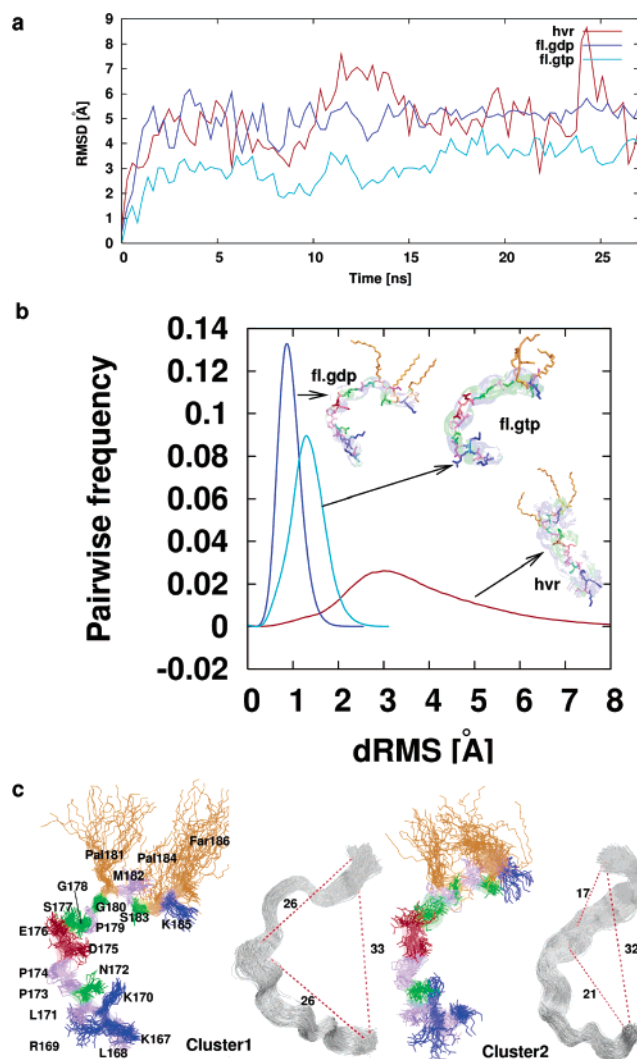 a
9
8
7
6
5
4
3
2
1
0
RMSD [Å]
hvr
fl.gdp
fl.gtp
0 5 10 15 20 25
Time [ns]
b
0.14
0.12
0.1
0.08
0.06
0.04
0.02
0
-0.02
Pairwise frequency
fl.gdp
fl.gtp
hvr
0 1 2 3 4 5 6 7 8
dRMS [Å]
c
Pal181
Pal184
Far186
M182
G178
S177
G180
S183
K185
P179
E176
D175
P174
N172
P173
K170
L171
R169
K167
L168
Cluster1
26
33
26
Cluster2
17
32
21